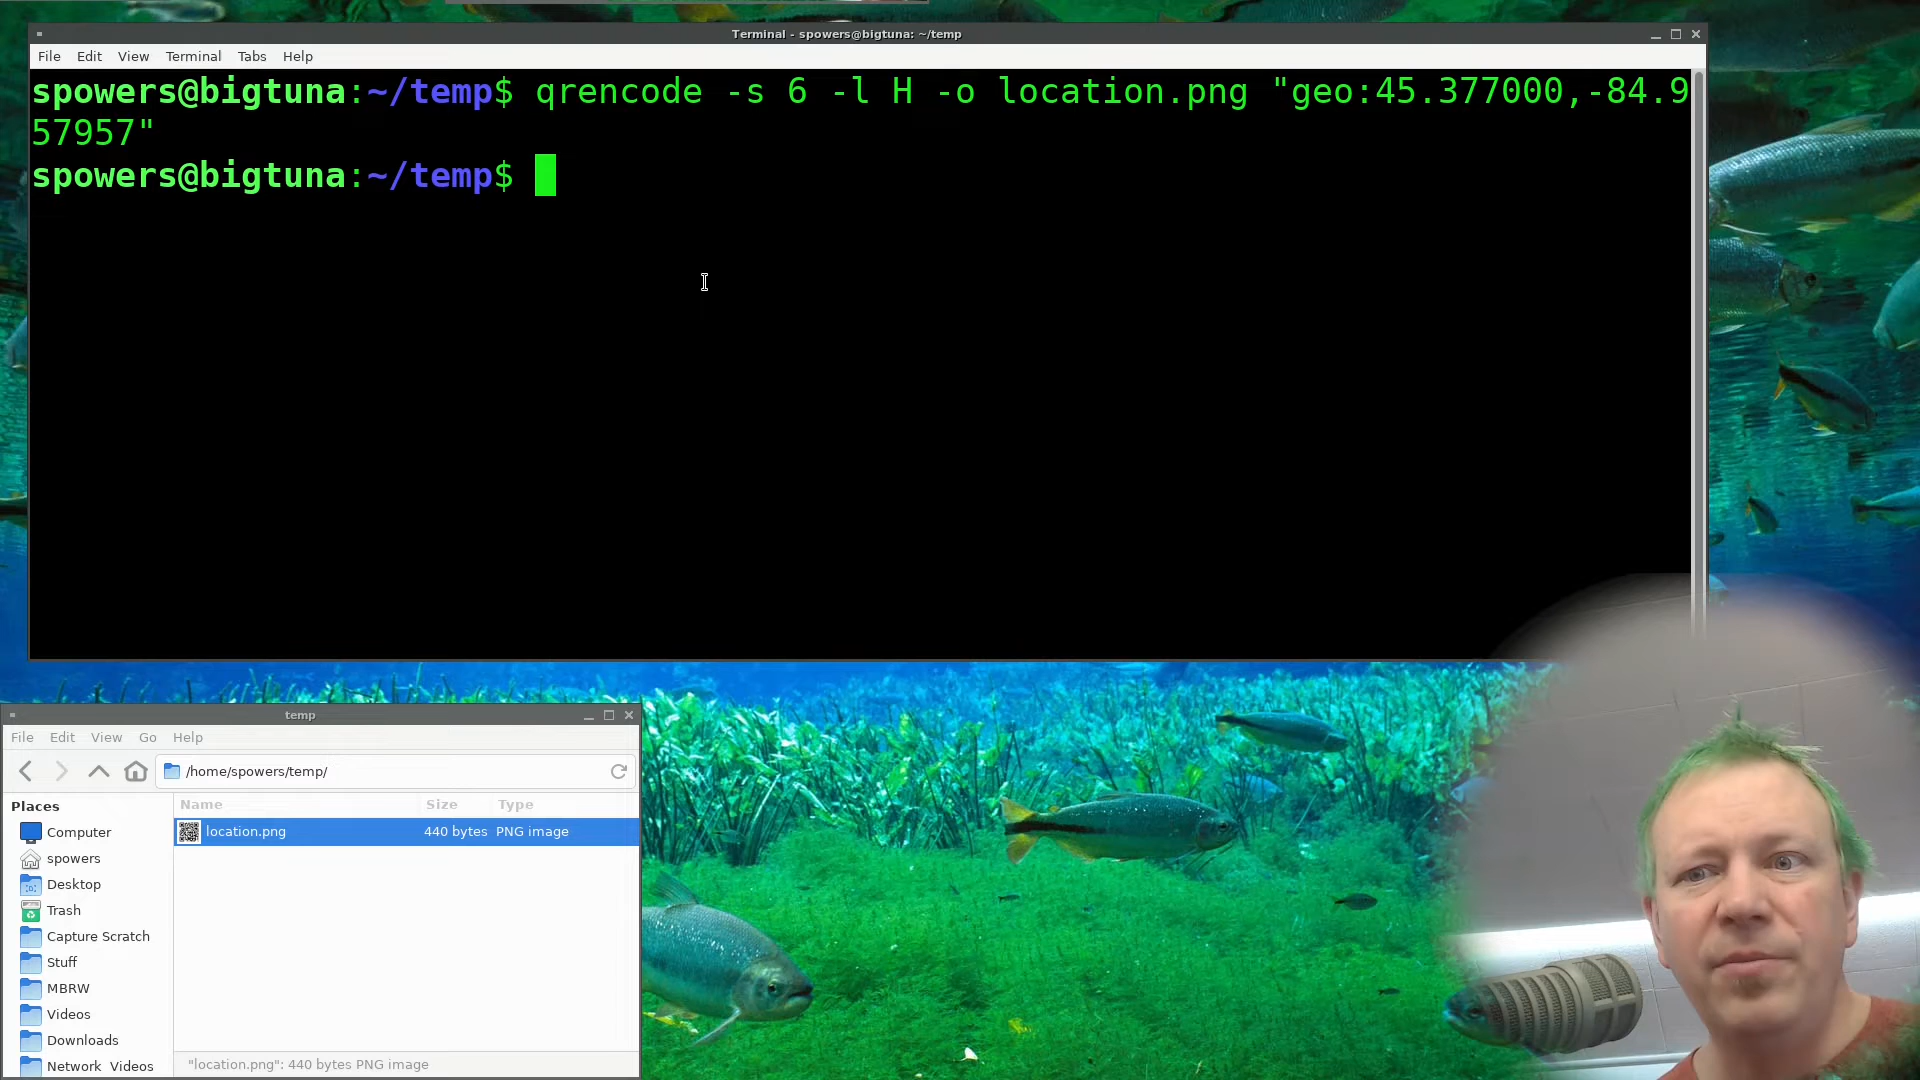 Terminal - spowers@bigtuna: ~/temp
File Edit View Terminal Tabs Help
spowers@bigtuna:~/temp$ qrencode -s 6 -l H -o location.png "geo:45.377000,-84.9
57957"
spowers@bigtuna:~/temp$
temp
File Edit View Go Help
/home/spowers/temp/
Places
Computer
spowers
Desktop
Trash
Capture Scratch
Stuff
MBRW
Videos
Downloads
Network Videos
Name Size Type
location.png 440 bytes PNG image
"location.png": 440 bytes PNG image